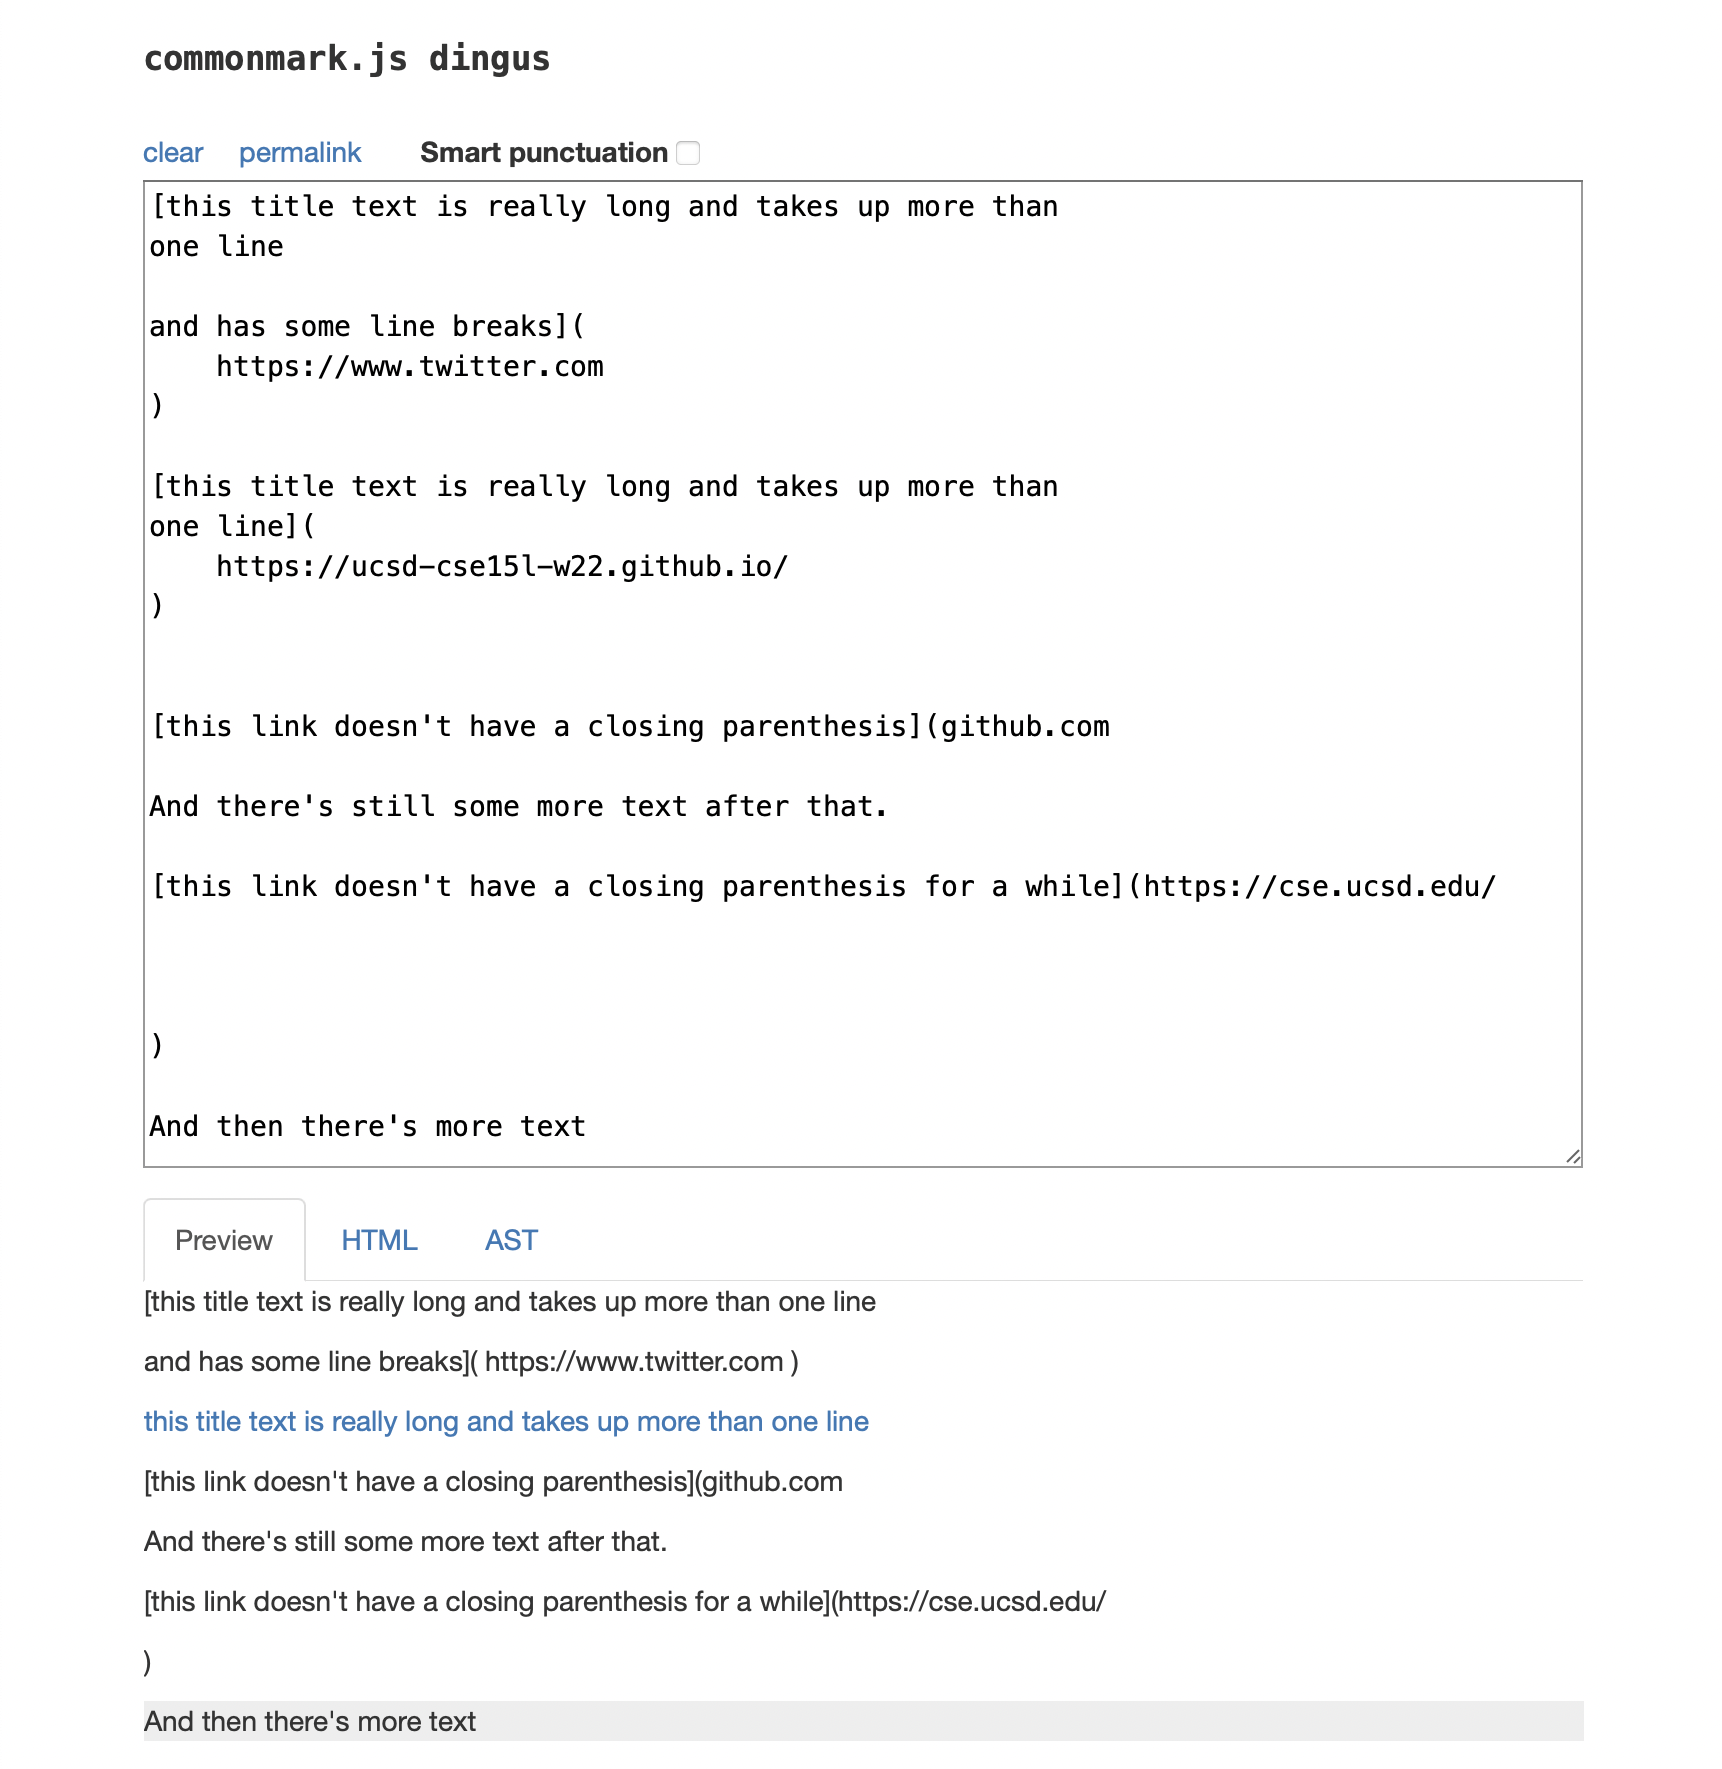 commonmark.js dingus
clear permalink Smart punctuation
[this title text is really long and takes up more than
one line
and has some line breaks](
https://www.twitter.com
)
[this title text is really long and takes up more than
one line](
https://ucsd-cse15l-w22.github.io/
)
[this link doesn't have a closing parenthesis](github.com
And there's still some more text after that.
[this link doesn't have a closing parenthesis for a while](https://cse.ucsd.edu/
)
And then there's more text
Preview HTML AST
[this title text is really long and takes up more than one line
and has some line breaks]( https://www.twitter.com )
this title text is really long and takes up more than one line
[this link doesn't have a closing parenthesis](github.com
And there's still some more text after that.
[this link doesn't have a closing parenthesis for a while](https://cse.ucsd.edu/
)
And then there's more text